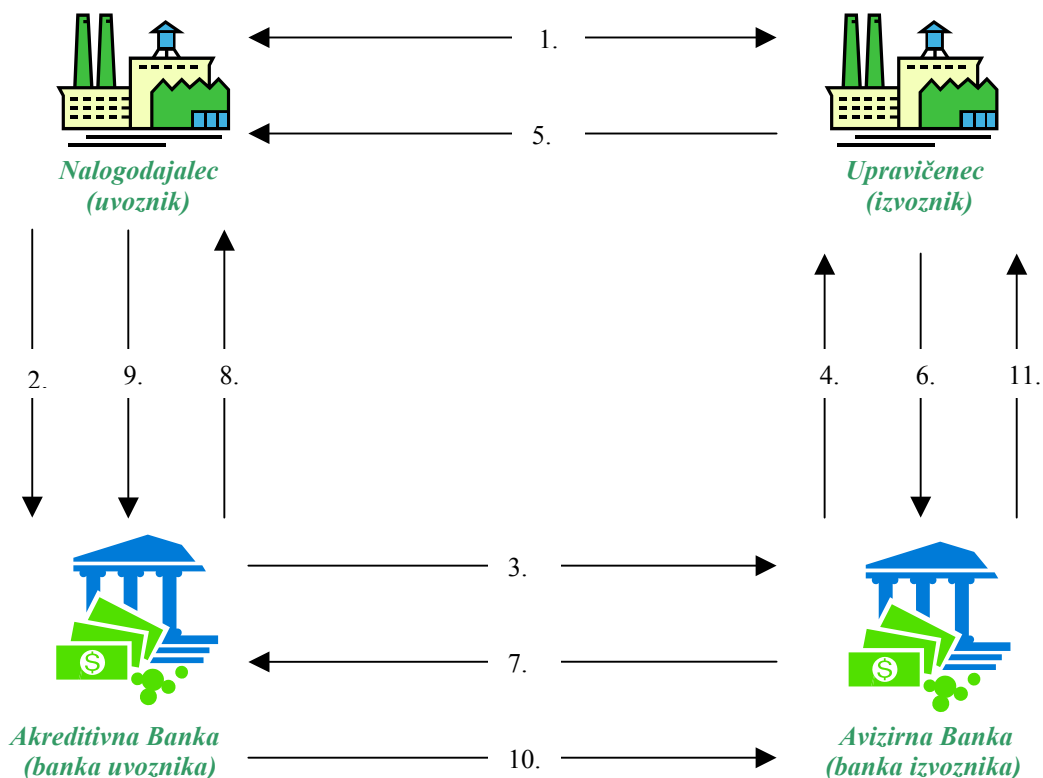 1.
5.
Nalogodajalec
(uvoznik)
Upravičenec
(izvoznik)
2.
9.
8.
4.
6.
11.
3.
7.
$
$
Akreditivna Banka
(banka uvoznika)
10.
Avizirna Banka
(banka izvoznika)